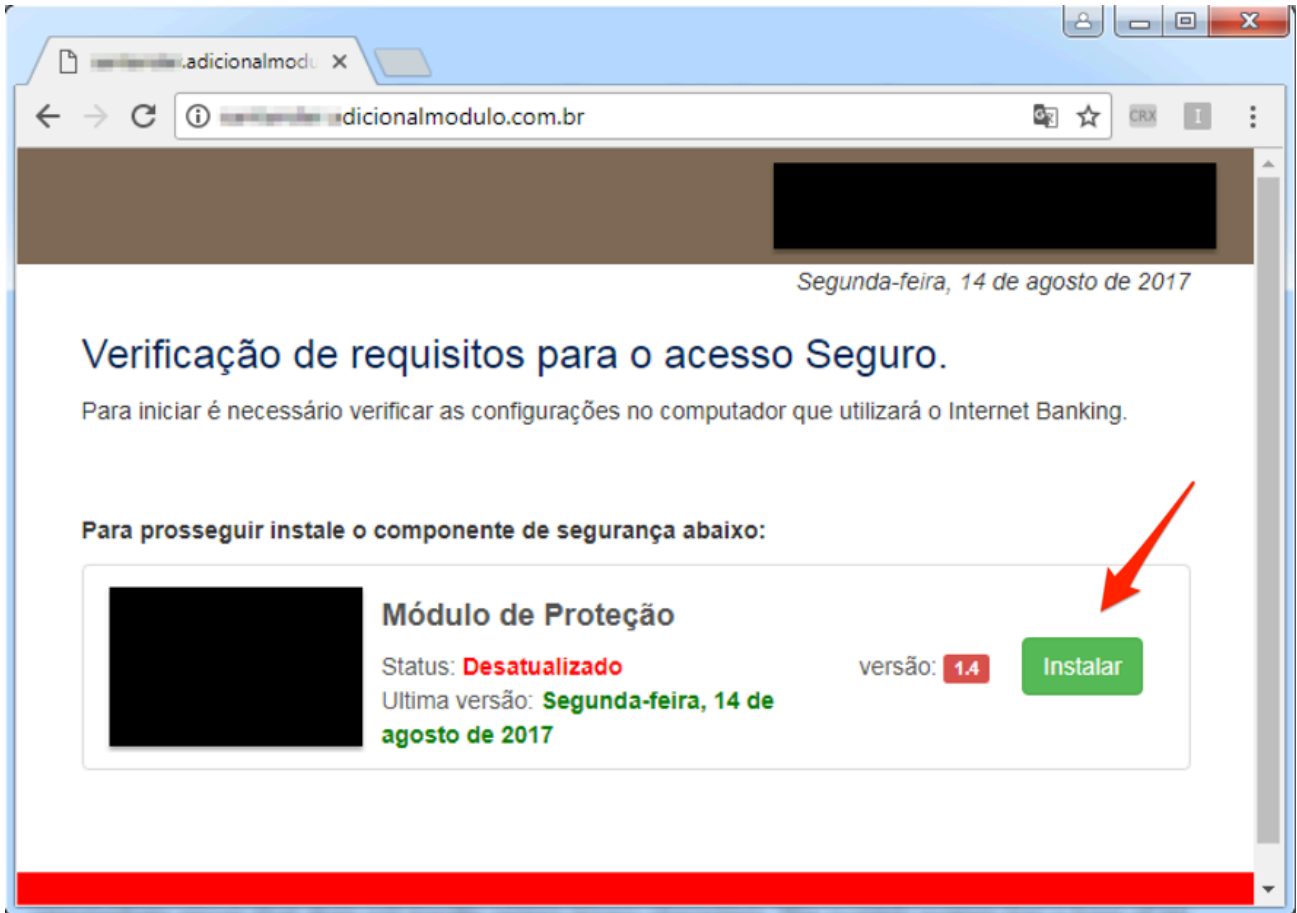 .adicionalmodu
dicionalmodulo.com.br
CRX
I
Segunda-feira, 14 de agosto de 2017
Verificação de requisitos para o acesso Seguro.
Para iniciar é necessário verificar as configurações no computador que utilizará o Internet Banking.
Para prosseguir instale o componente de segurança abaixo:
Módulo de Proteção
Status: Desatualizado
versão: 1.4
Instalar
Ultima versão: Segunda-feira, 14 de
agosto de 2017